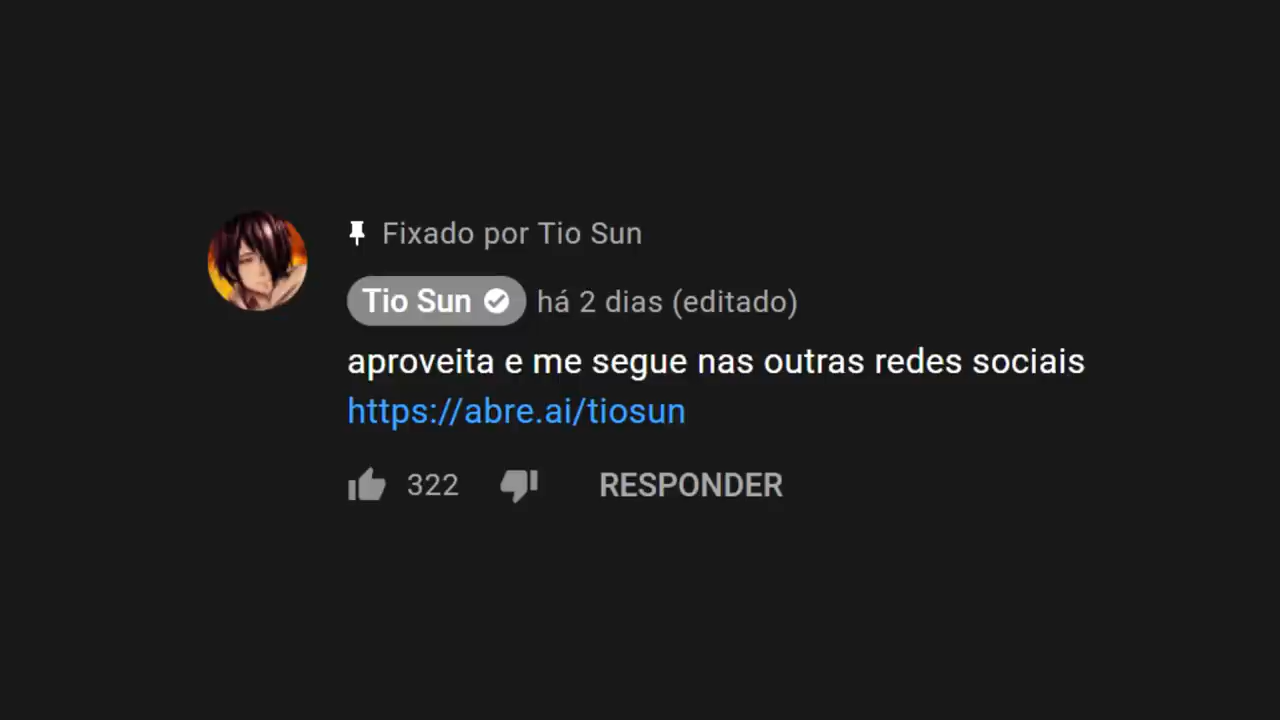 Fixado por Tio Sun
Tio Sun há 2 dias (editado)
aproveita e me segue nas outras redes sociais
https://abre.ai/tiosun
322 RESPONDER